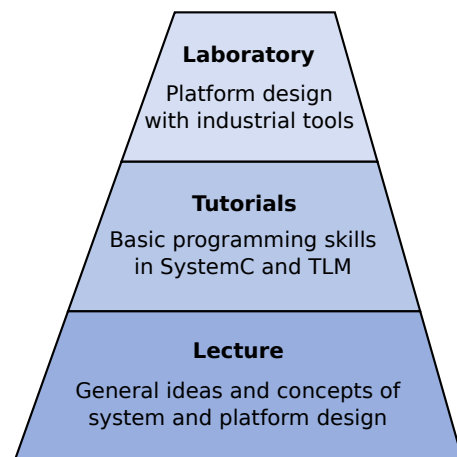 Laboratory
Platform design
with industrial tools
Tutorials
Basic programming skills
in SystemC and TLM
Lecture
General ideas and concepts of
system and platform design